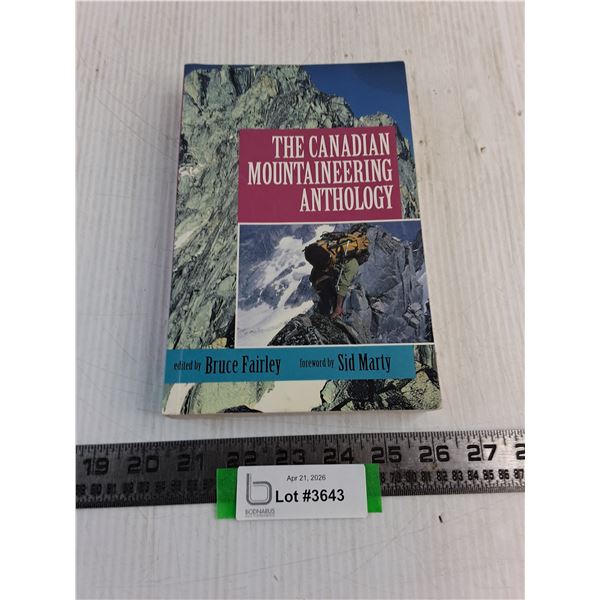 THE CANADIAN
MOUNTAINEERING
ANTHOLOGY
edited by Bruce Fairley foreword by Sid Marty
19 20 21 22 23 24 25 26 27
Apr 21, 2026
Lot #3643
b
BODNARUS